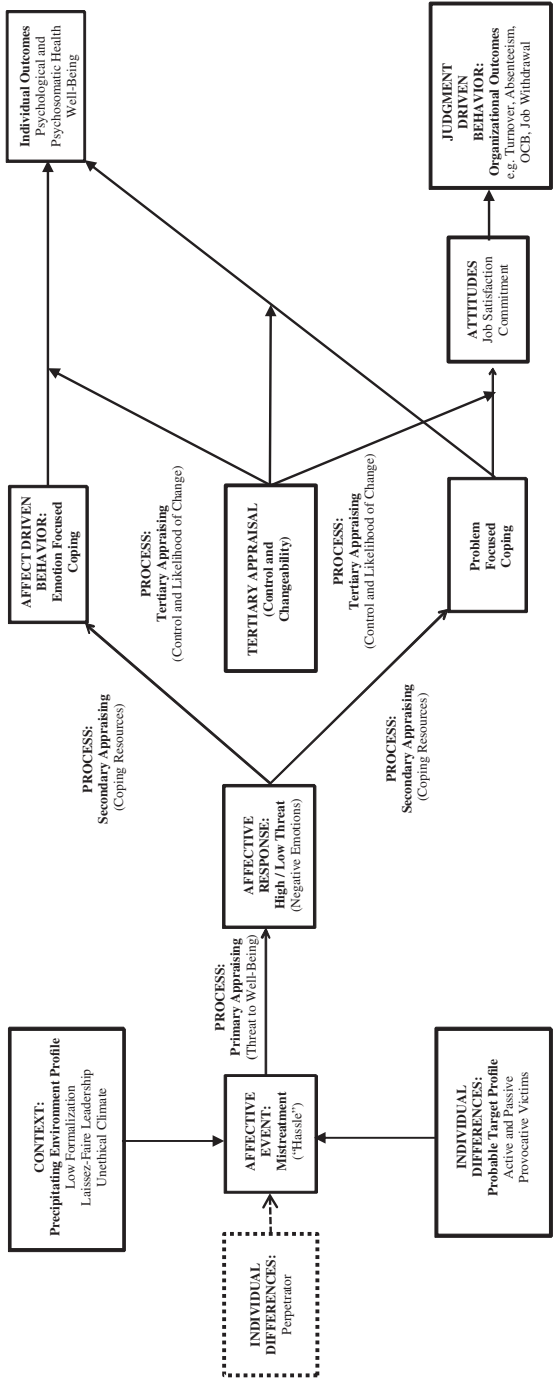 CONTEXT:
Precipitating Environment Profile
Low Formalization
Laissez-Faire Leadership
Unethical Climate
INDIVIDUAL
DIFFERENCES:
Perpetrator
AFFECTIVE
EVENT:
Mistreatment
("Hassle")
INDIVIDUAL
DIFFERENCES:
Probable Target Profile
Active and Passive
Provocative Victims
PROCESS:
Primary Appraising
(Threat to Well-Being)
AFFECTIVE
RESPONSE:
High / Low Threat
(Negative Emotions)
PROCESS:
Secondary Appraising
(Coping Resources)
PROCESS:
Secondary Appraising
(Coping Resources)
AFFECT DRIVEN
BEHAVIOR:
Emotion Focused
Coping
PROCESS:
Tertiary Appraising
(Control and Likelihood of Change)
TERTIARY APPRAISAL
(Control and
Changeability)
PROCESS:
Tertiary Appraising
(Control and Likelihood of Change)
Problem
Focused
Coping
Individual Outcomes
Psychological and
Psychosomatic Health
Well-Being
ATTITUDES
Job Satisfaction
Commitment
JUDGMENT
DRIVEN
BEHAVIOR:
Organizational Outcomes
e.g. Turnover, Absenteeism,
OCB, Job Withdrawal